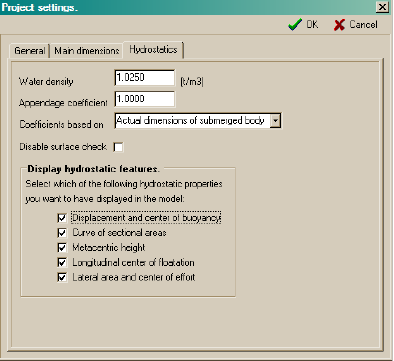 Project settings.
OK Cancel
General Main dimensions Hydrostatics
Water density 1.0250 [t/m3]
Appendage coefficient 1.0000
Coefficients based on Actual dimensions of submerged body
Disable surface check
Display hydrostatic features.
Select which of the following hydrostatic properties
you want to have displayed in the model:
Displacement and center of buoyancy
Curve of sectional areas
Metacentric height
Longitudinal center of floatation
Lateral area and center of effort